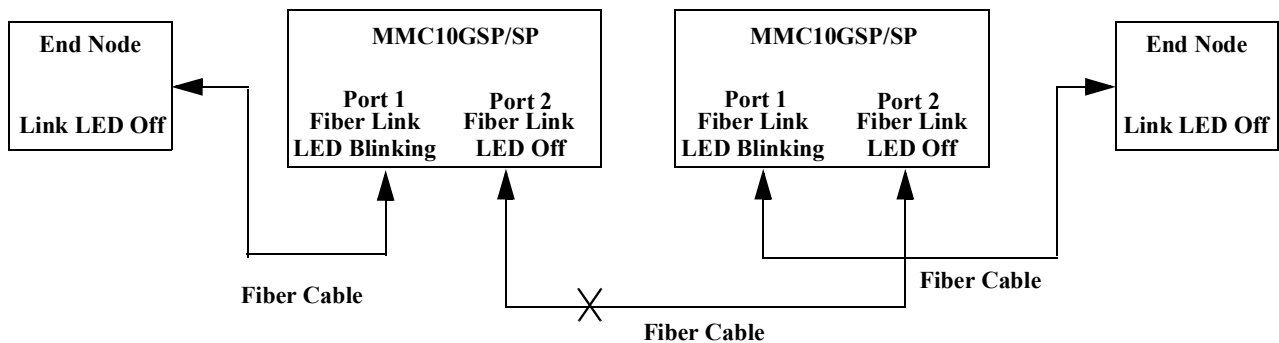 End Node
Link LED Off
MMC10GSP/SP
Port 1
Fiber Link
LED Blinking
Port 2
Fiber Link
LED Off
MMC10GSP/SP
Port 1
Fiber Link
LED Blinking
Port 2
Fiber Link
LED Off
End Node
Link LED Off
Fiber Cable
Fiber Cable
Fiber Cable